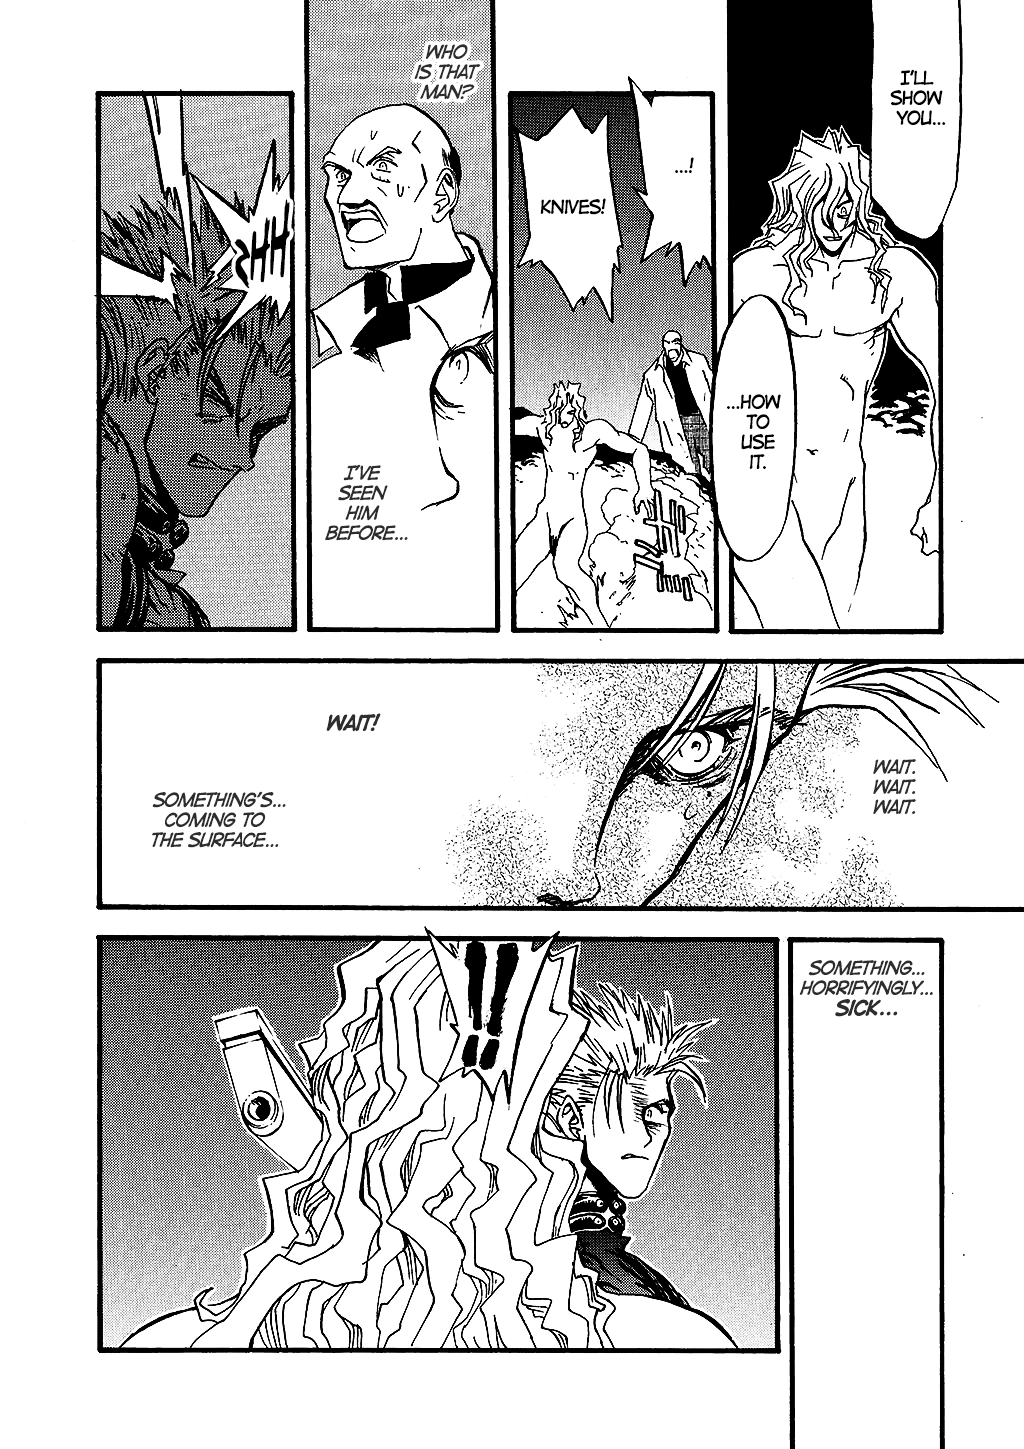 I'LL
SHOW
YOU...
...HOW
TO
USE
IT.
...!
KNIVES!
WHO
IS THAT
MAN?
I'VE
SEEN
HIM
BEFORE...
WAIT.
WAIT.
WAIT.
WAIT!
SOMETHING'S...
COMING TO
THE SURFACE...
SOMETHING...
HORRIFYINGLY...
SICK...
!!